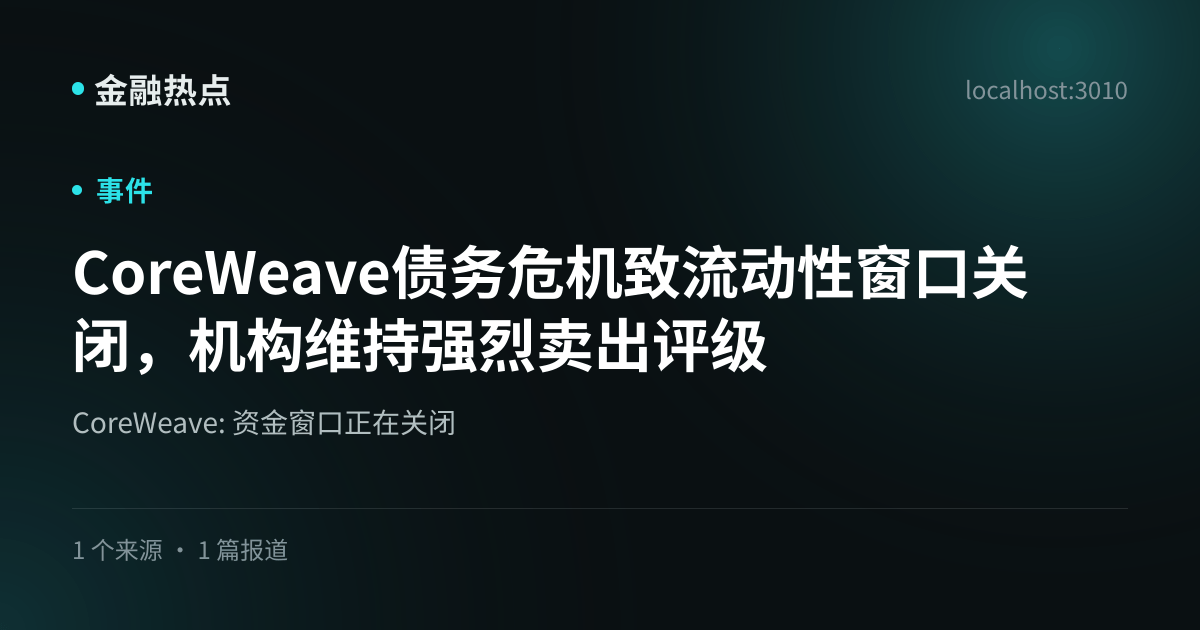 金融热点
localhost:3010
事件
CoreWeave债务危机致流动性窗口关
闭，机构维持强烈卖出评级
CoreWeave: 资金窗口正在关闭
1 个来源 · 1 篇报道